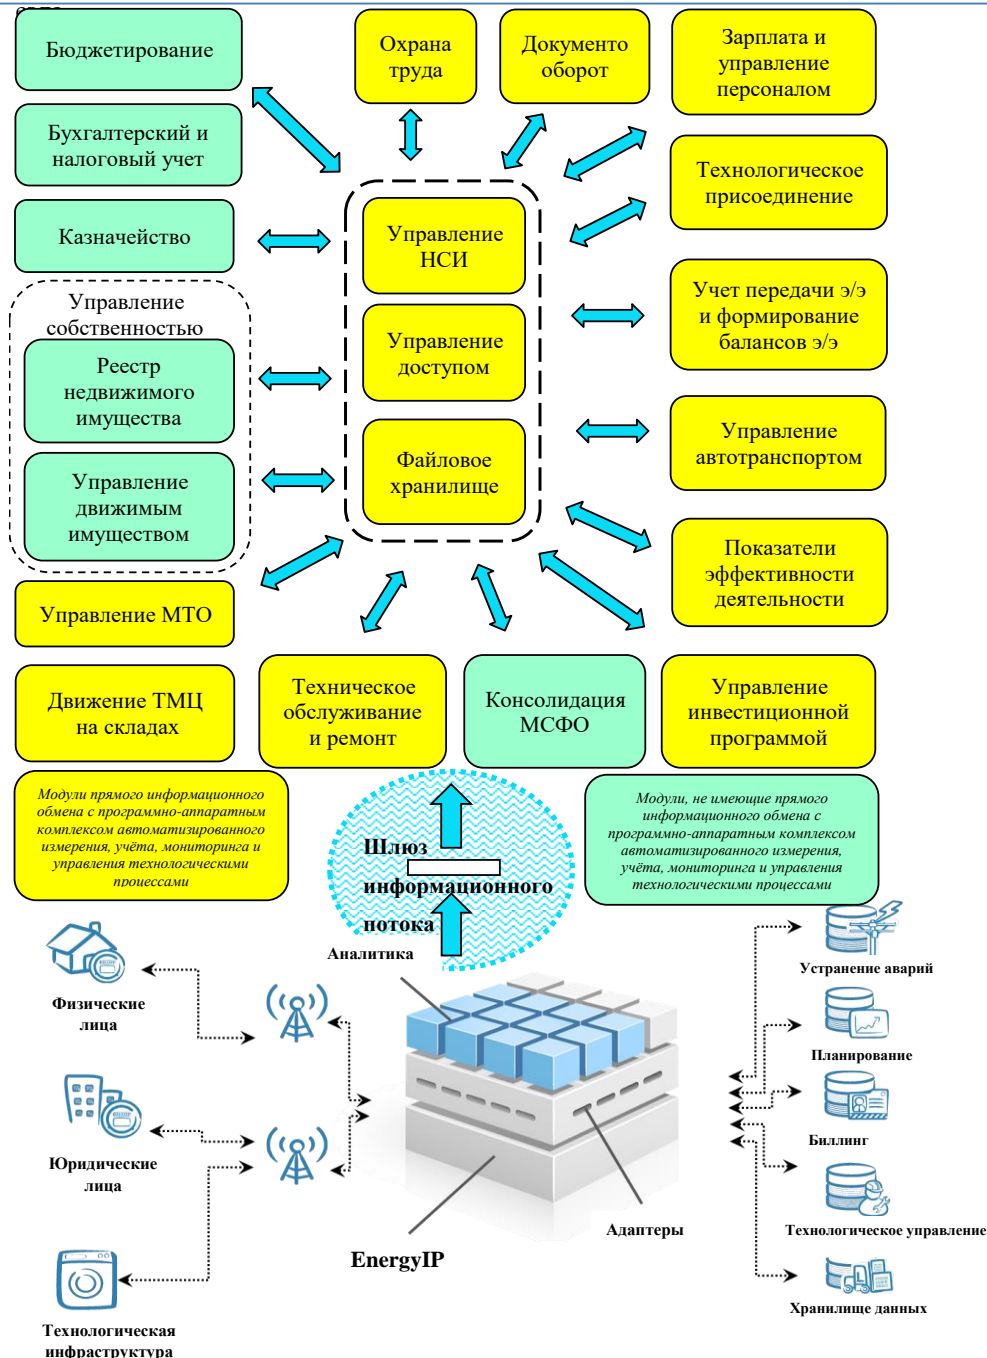 Бюджетирование
Охрана
труда
Документо
оборот
Зарплата и
управление
персоналом
Бухгалтерский и
налоговый учет
Технологическое
присоединение
Казначейство
Управление
НСИ
Управление
собственностью
Учет передачи э/э
и формирование
балансов э/э
Реестр
недвижимого
имущества
Управление
доступом
Управление
автотранспортом
Управление
движимым
имуществом
Файловое
хранилище
Показатели
эффективности
деятельности
Управление МТО
Движение ТМЦ
на складах
Техническое
обслуживание
и ремонт
Консолидация
МСФО
Управление
инвестиционной
программой
Модули прямого информационного
обмена с программно-аппаратным
комплексом автоматизированного
измерения, учёта, мониторинга и
управления технологическими
процессами
Шлюз
информационного
потока
Модули, не имеющие прямого
информационного обмена с
программно-аппаратным комплексом
автоматизированного измерения,
учёта, мониторинга и управления
технологическими процессами
Аналитика
Физические
лица
Юридические
лица
Технологическая
инфраструктура
EnergyIP
Адаптеры
Устранение аварий
Планирование
Биллинг
Технологическое управление
Хранилище данных